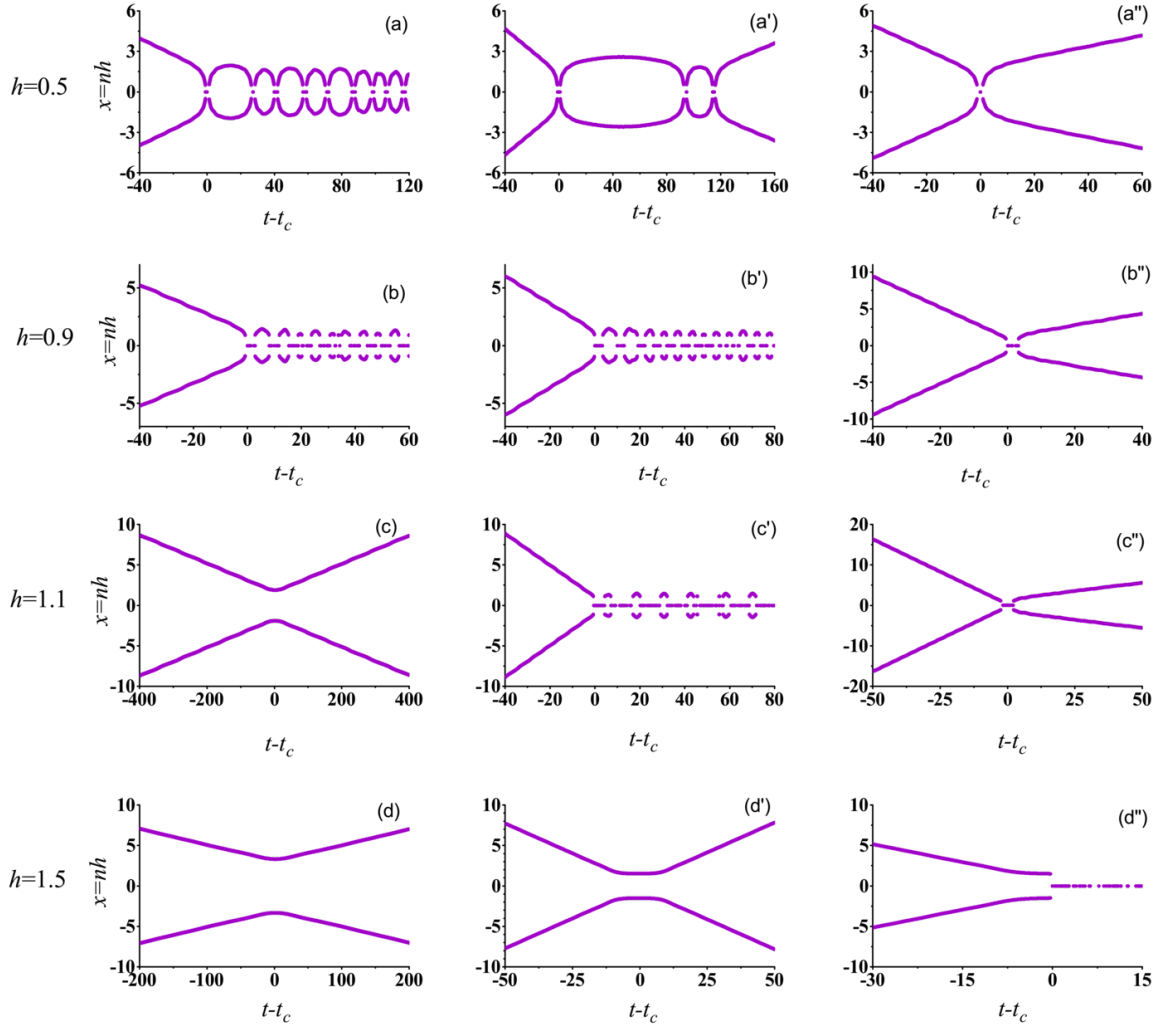 h=0.5
x=nh
6
3
0
-3
-6
(a)
-40 0 40 80 120
t-t_c
6
3
0
-3
-6
(a')
-40 0 40 80 120 160
t-t_c
6
3
0
-3
-6
(a")
-40 -20 0 20 40 60
t-t_c
h=0.9
x=nh
5
0
-5
(b)
-40 -20 0 20 40 60
t-t_c
5
0
-5
(b')
-40 -20 0 20 40 60 80
t-t_c
10
5
0
-5
-10
(b")
-40 -20 0 20 40
t-t_c
h=1.1
x=nh
10
5
0
-5
-10
(c)
-400 -200 0 200 400
t-t_c
10
5
0
-5
-10
(c')
-40 -20 0 20 40 60 80
t-t_c
20
10
0
-10
-20
(c")
-50 -25 0 25 50
t-t_c
h=1.5
x=nh
10
5
0
-5
-10
(d)
-200 -100 0 100 200
t-t_c
10
5
0
-5
-10
(d')
-50 -25 0 25 50
t-t_c
10
5
0
-5
-10
(d")
-30 -15 0 15
t-t_c